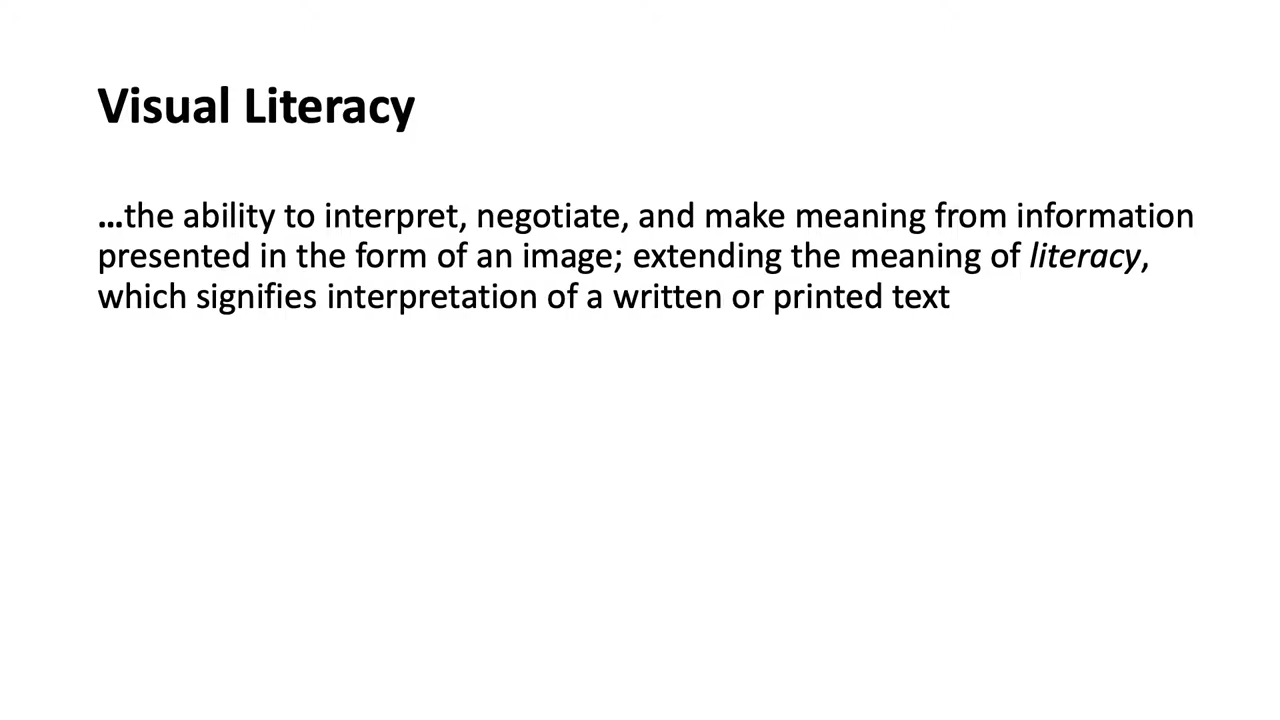 Visual Literacy
...the ability to interpret, negotiate, and make meaning from information
presented in the form of an image; extending the meaning of literacy,
which signifies interpretation of a written or printed text